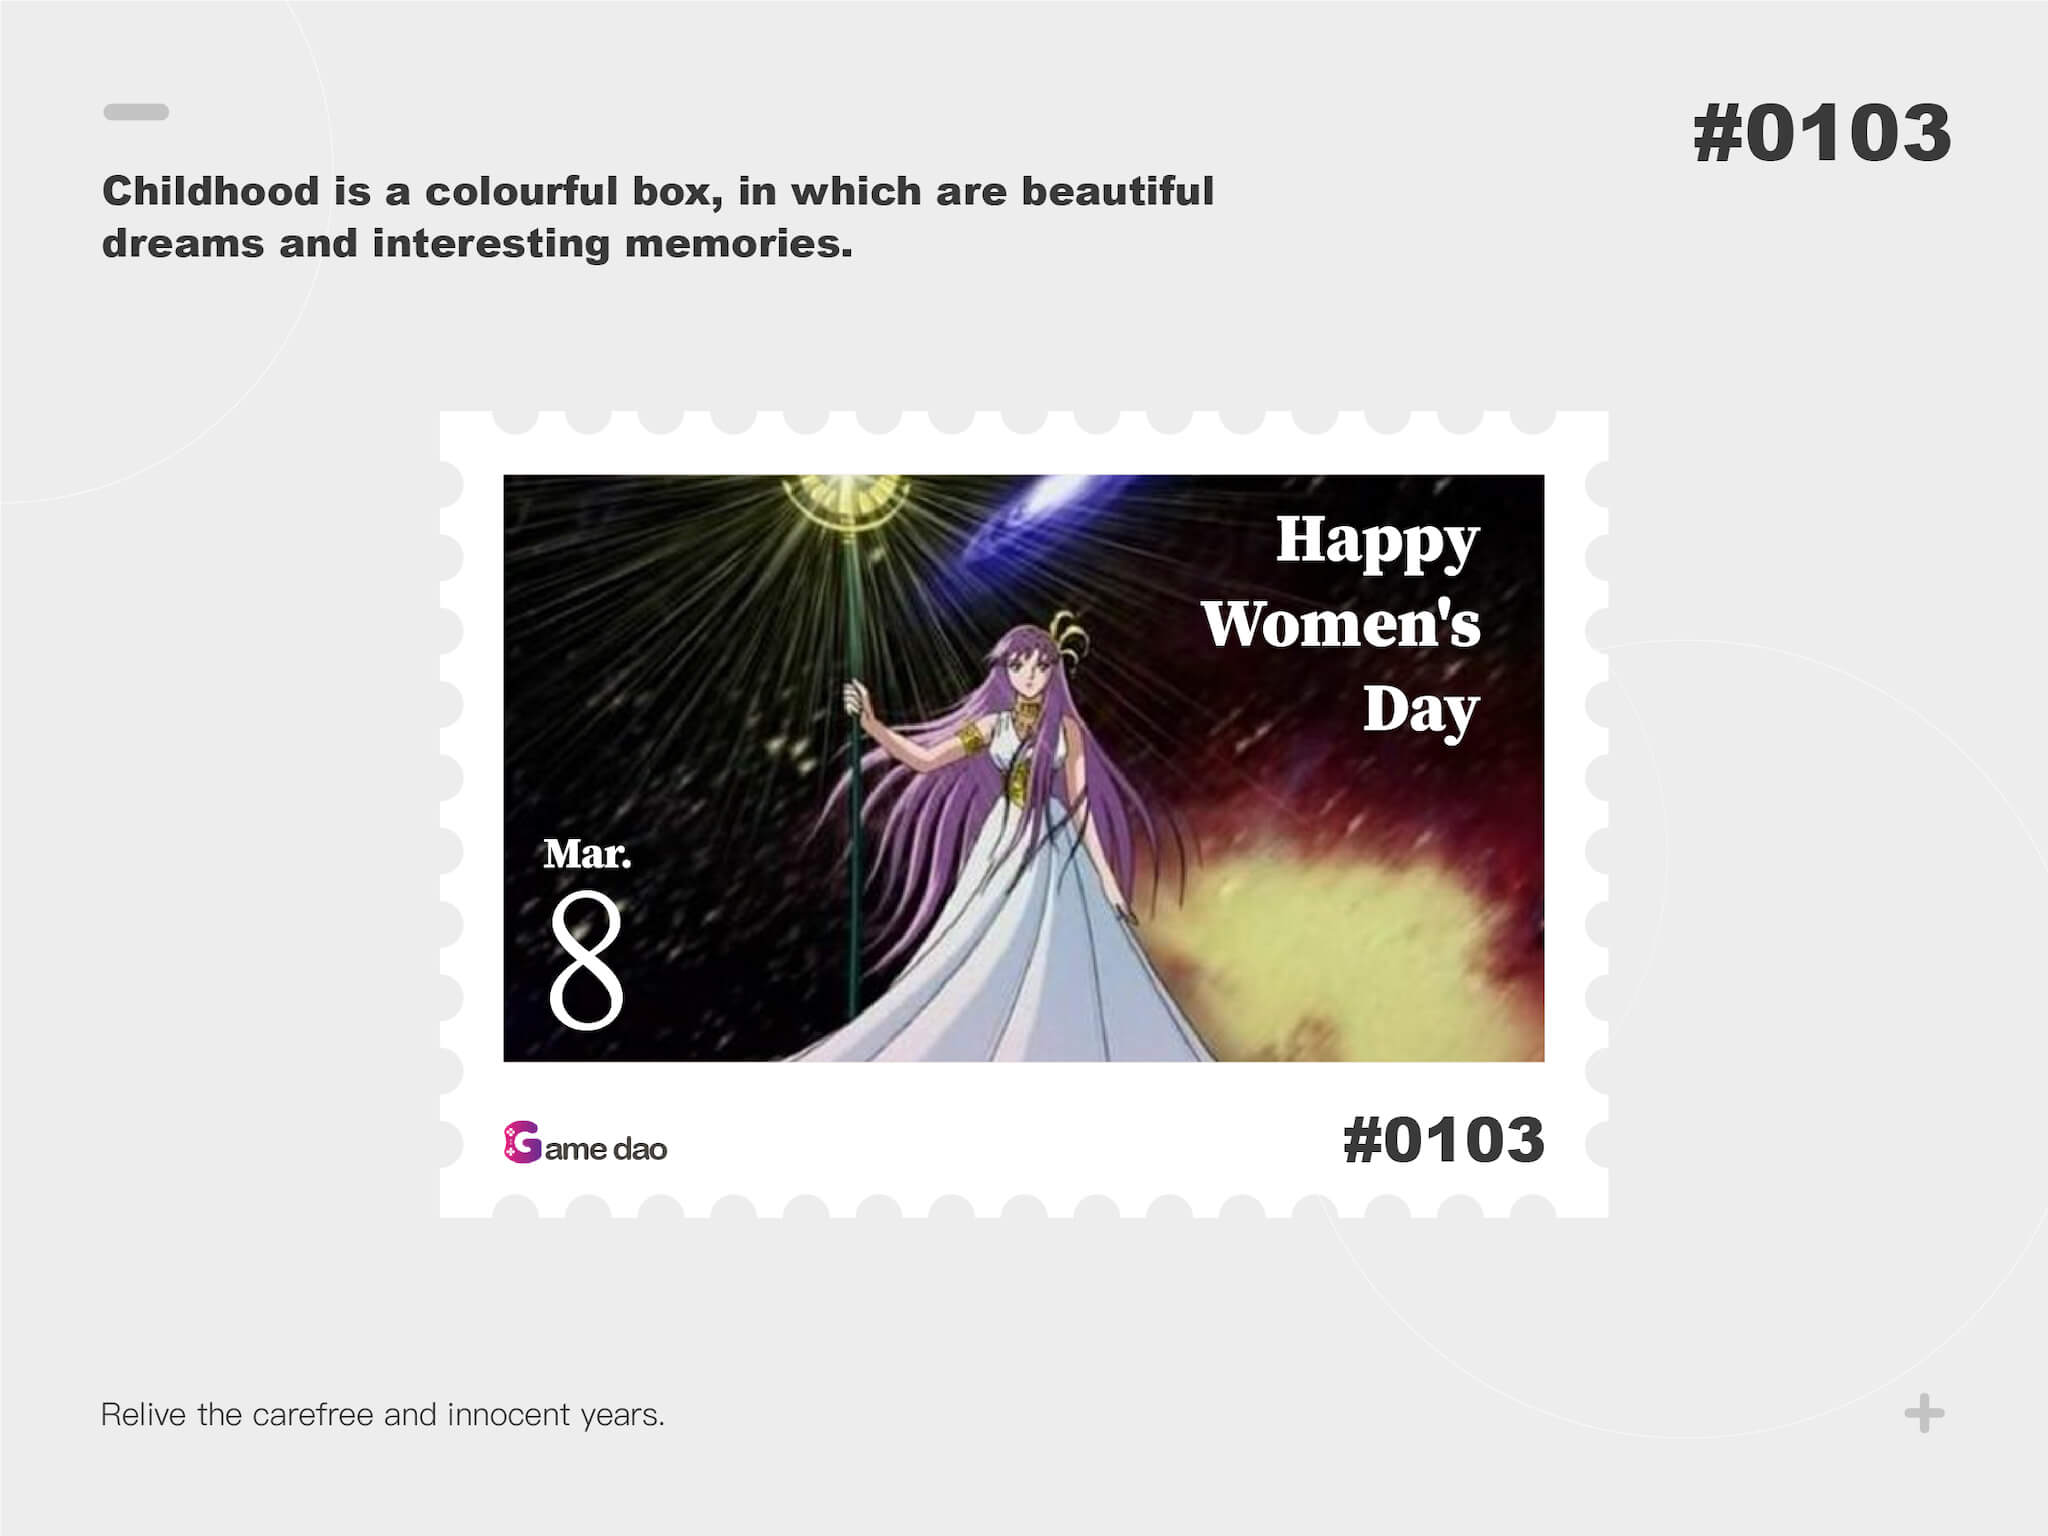 #0103
Childhood is a colourful box, in which are beautiful
dreams and interesting memories.
Happy
Women's
Day
Mar.
8
Game dao
#0103
Relive the carefree and innocent years.